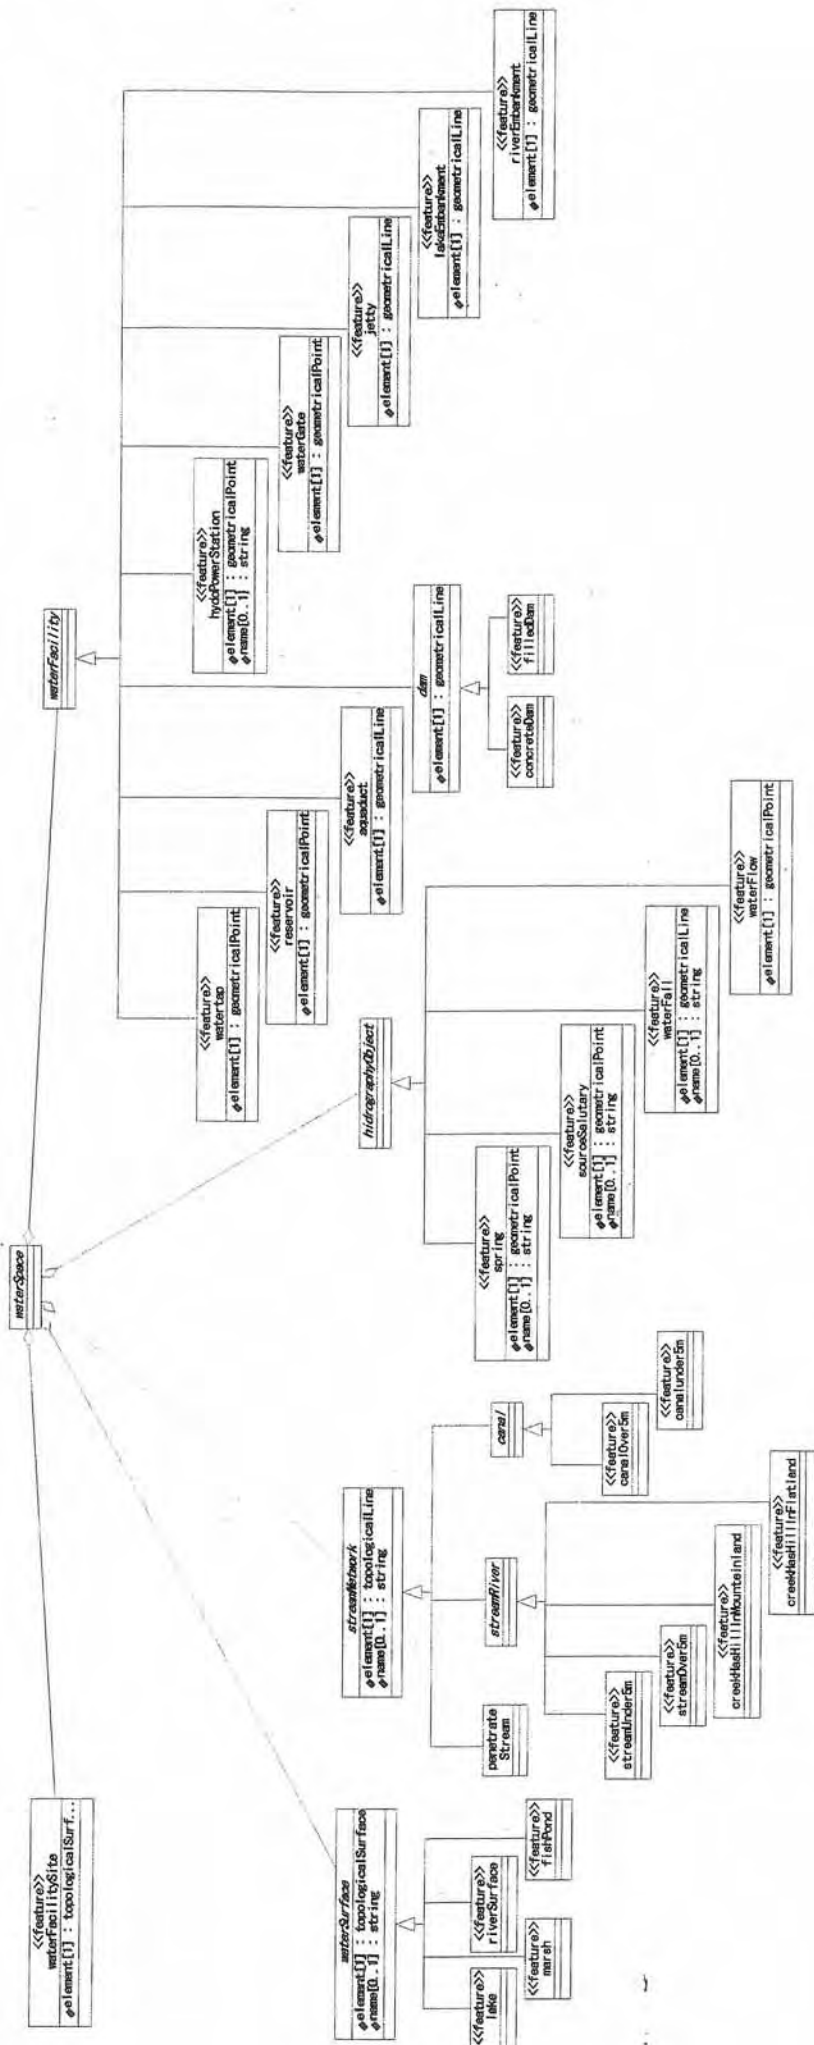 waterSpace
<<feature>>
waterFacilitySite
element[1] : topologicalSurf...
waterFacility
waterSurface
element[1] : topologicalSurface
name[0..1] : string
<<feature>>
lake
<<feature>>
marsh
<<feature>>
riverSurface
<<feature>>
fishPond
streamNetwork
element[1] : topologicalLine
name[0..1] : string
penetrate
Stream
streamRiver
canal
<<feature>>
streamUnder5m
<<feature>>
streamOver5m
<<feature>>
creekHasHillInMounteinland
<<feature>>
creekHasHillInFlatland
<<feature>>
canalOver5m
<<feature>>
canalunder5m
hidrographyObject
<<feature>>
spring
element[1] : geometricalPoint
name[0..1] : string
<<feature>>
sourceSalutary
element[1] : geometricalPoint
name[0..1] : string
<<feature>>
waterFall
element[1] : geometricalLine
name[0..1] : string
<<feature>>
waterFlow
element[1] : geometricalPoint
<<feature>>
watertap
element[1] : geometricalPoint
<<feature>>
reservoir
element[1] : geometricalPoint
<<feature>>
aquaduct
element[1] : geometricalLine
dam
element[1] : geometricalLine
<<feature>>
concreteDam
<<feature>>
filledDam
<<feature>>
hydoPowerStation
element[1] : geometricalPoint
name[0..1] : string
<<feature>>
waterGate
element[1] : geometricalPoint
<<feature>>
jetty
element[1] : geometricalLine
<<feature>>
lakeEmbankment
element[1] : geometricalLine
<<feature>>
riverEmbankment
element[1] : geometricalLine